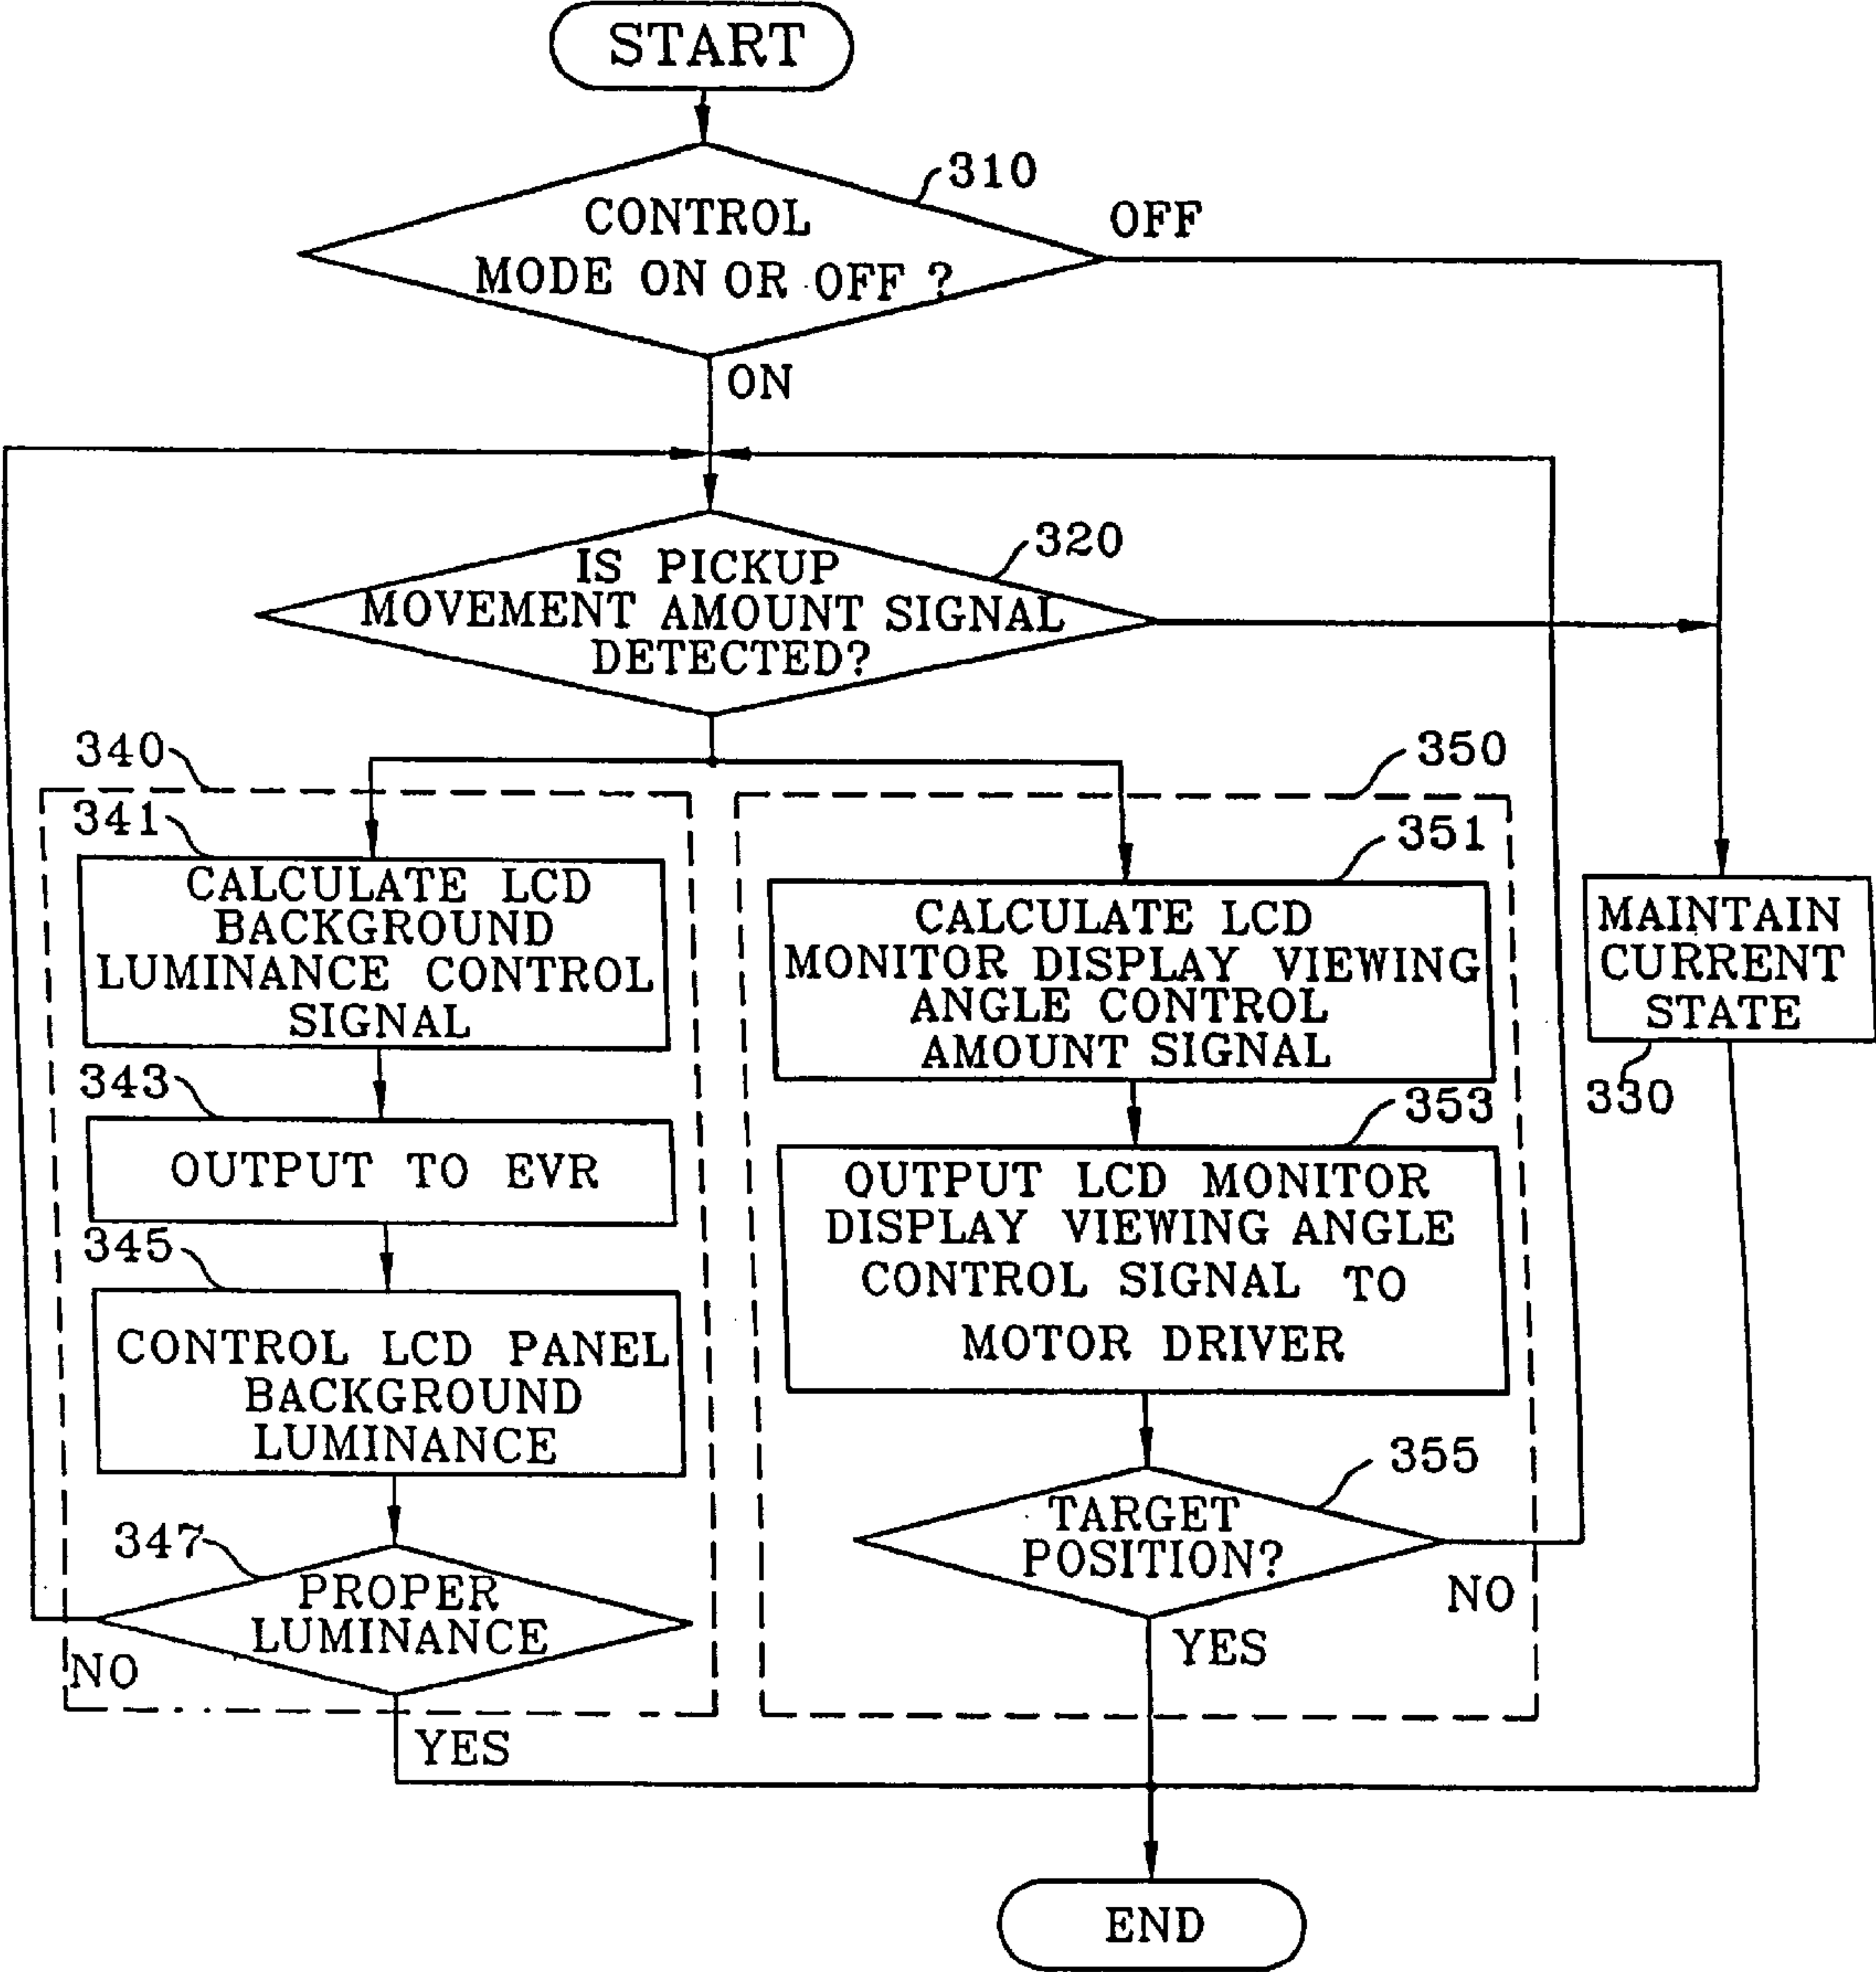 START
310
CONTROL
MODE ON OR OFF ?
OFF
ON
320
IS PICKUP
MOVEMENT AMOUNT SIGNAL
DETECTED?
340
350
341
CALCULATE LCD
BACKGROUND
LUMINANCE CONTROL
SIGNAL
351
CALCULATE LCD
MONITOR DISPLAY VIEWING
ANGLE CONTROL
AMOUNT SIGNAL
MAINTAIN
CURRENT
STATE
330
343
OUTPUT TO EVR
353
OUTPUT LCD MONITOR
DISPLAY VIEWING ANGLE
CONTROL SIGNAL TO
MOTOR DRIVER
345
CONTROL LCD PANEL
BACKGROUND
LUMINANCE
355
TARGET
POSITION?
NO
YES
347
PROPER
LUMINANCE
NO
YES
END